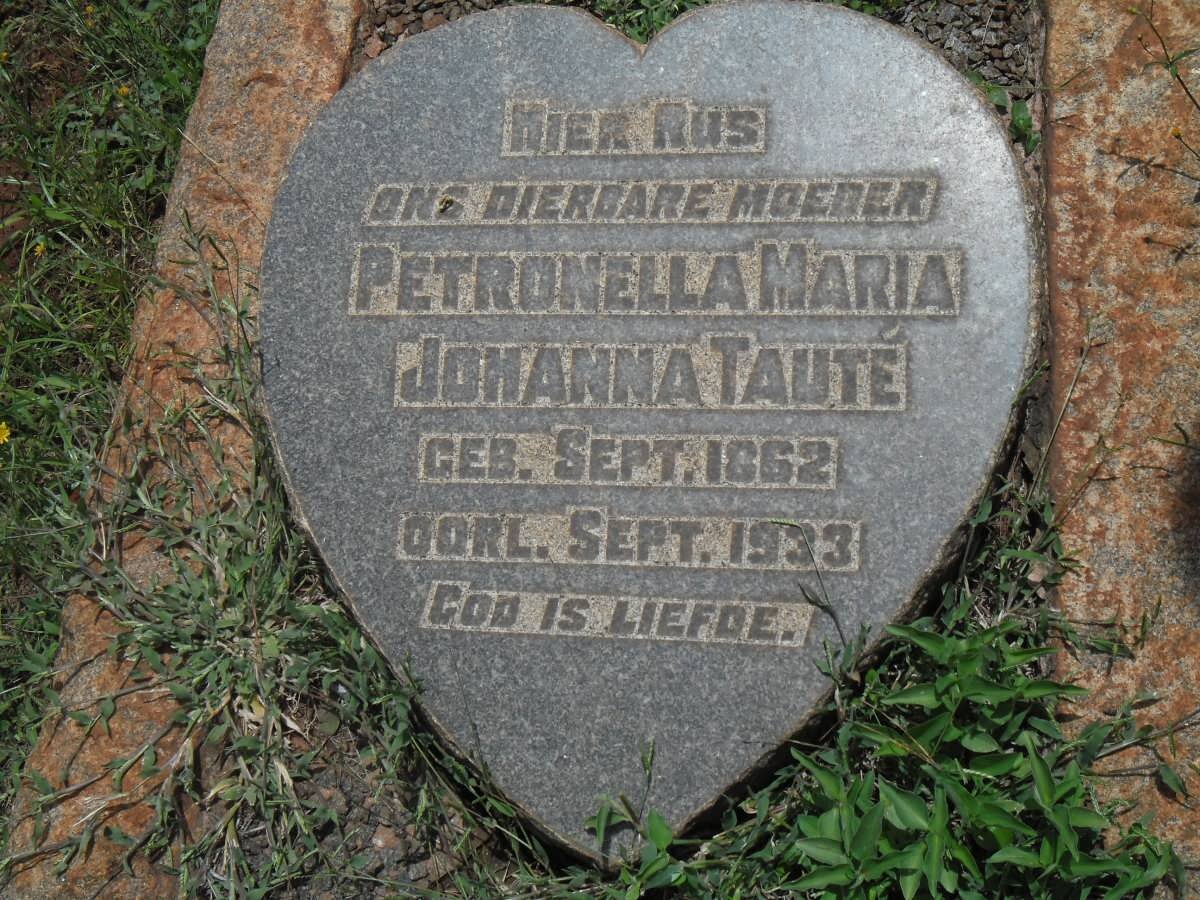 HIER RUS
ONS DIERBARE MOEDER
PETRONELLA MARIA
JOHANNA TAUTÉ
GEB. SEPT. 1862
OORL. SEPT. 1933
GOD IS LIEFDE.